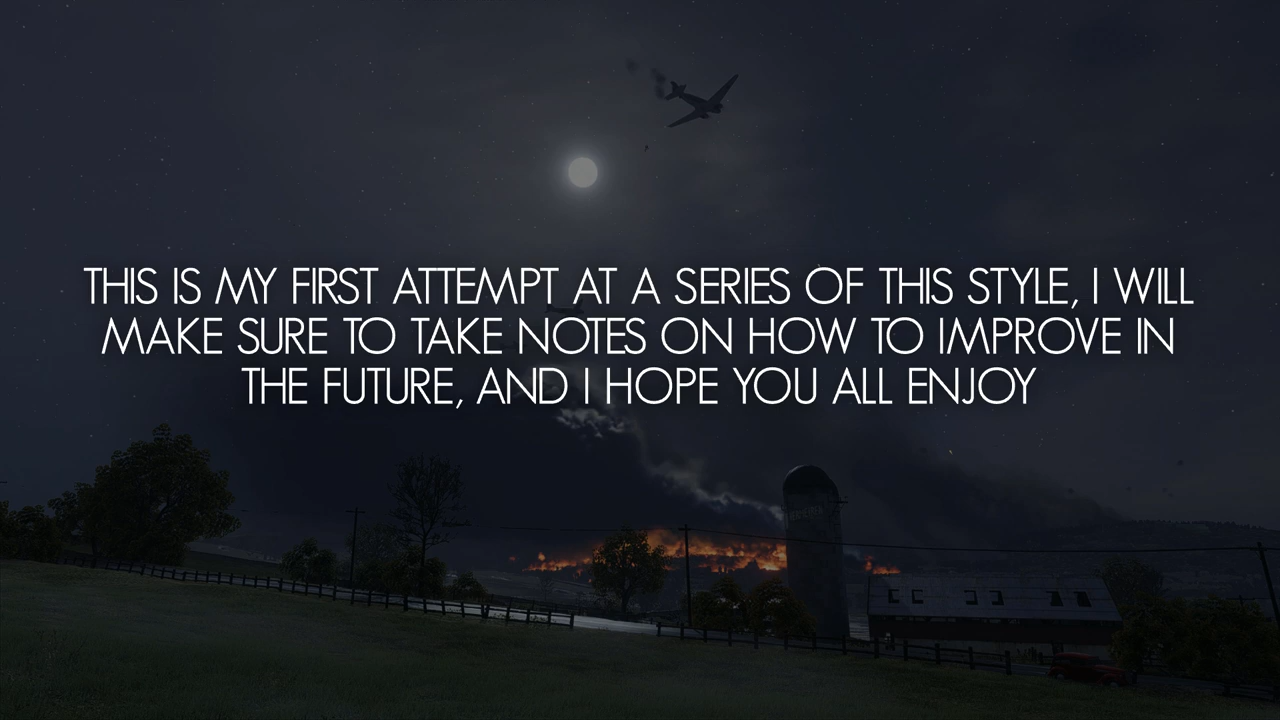 THIS IS MY FIRST ATTEMPT AT A SERIES OF THIS STYLE, I WILL
MAKE SURE TO TAKE NOTES ON HOW TO IMPROVE IN
THE FUTURE, AND I HOPE YOU ALL ENJOY